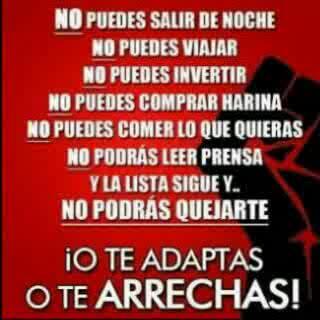 NO PUEDES SALIR DE NOCHE
NO PUEDES VIAJAR
NO PUEDES INVERTIR
NO PUEDES COMPRAR HARINA
NO PUEDES COMER LO QUE QUIERAS
NO PODRÁS LEER PRENSA
Y LA LISTA SIGUE Y..
NO PODRÁS QUEJARTE
¡O TE ADAPTAS
O TE ARRECHAS!